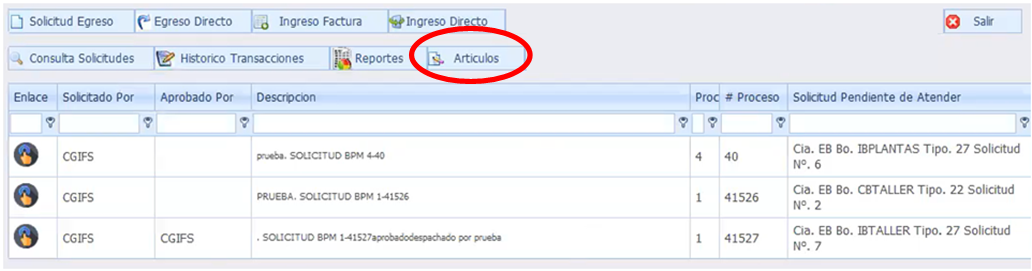 Solicitud Egreso Egreso Directo Ingreso Factura Ingreso Directo Salir
Consulta Solicitudes Historico Transacciones Reportes Articulos
Enlace Solicitado Por Aprobado Por Descripcion Proc # Proceso Solicitud Pendiente de Atender
CGIFS prueba. SOLICITUD BPM 4-40 4 40 Cia. EB Bo. IBPLANTAS Tipo. 27 Solicitud
Nº. 6
CGIFS PRUEBA. SOLICITUD BPM 1-41526 1 41526 Cia. EB Bo. CBTALLER Tipo. 22 Solicitud
Nº. 2
CGIFS CGIFS . SOLICITUD BPM 1-41527aprobadodespachado por prueba 1 41527 Cia. EB Bo. IBTALLER Tipo. 27 Solicitud
Nº. 7